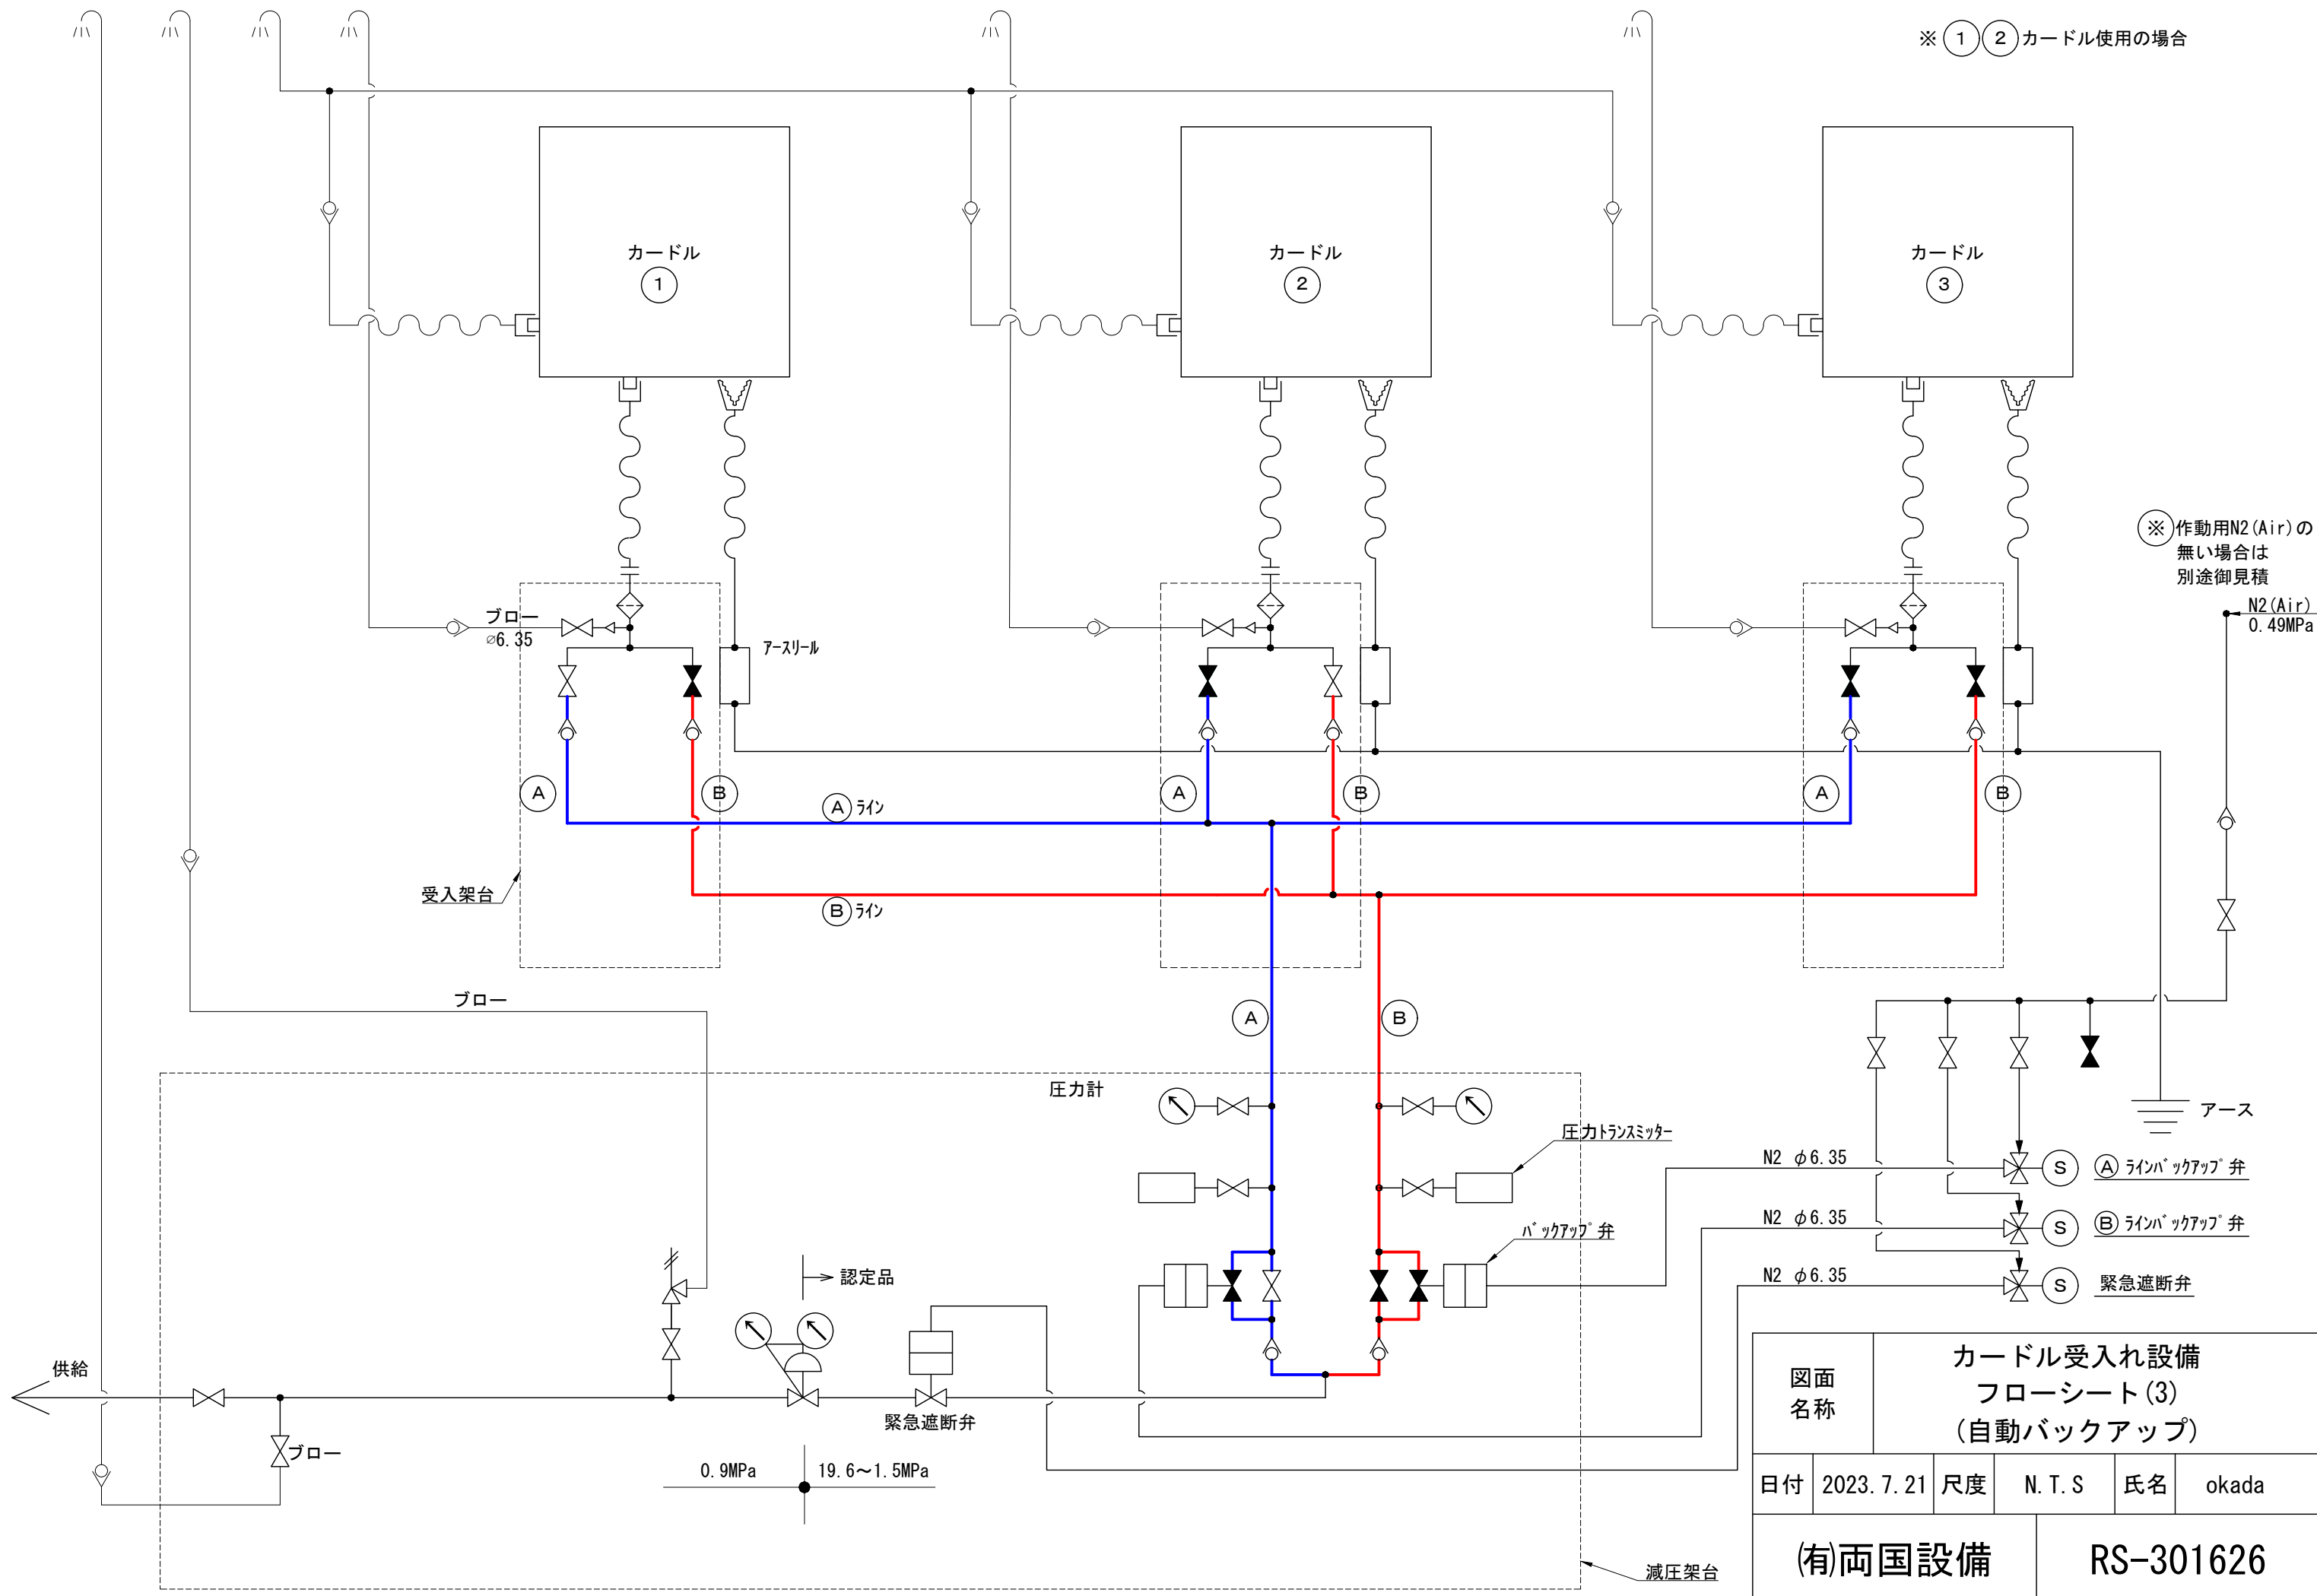 ※ ① ② カードル使用の場合
カードル
①
カードル
②
カードル
③
※ 作動用N2(Air)の
無い場合は
別途御見積
N2(Air)
0.49MPa
ブロー
⌀6.35
アースリール
A
B
A
B
A
B
A ライン
B ライン
受入架台
ブロー
A
B
圧力計
アース
圧力トランスミッター
N2 φ6.35
S
A ラインバックアップ弁
バックアップ弁
N2 φ6.35
S
B ラインバックアップ弁
認定品
N2 φ6.35
S
緊急遮断弁
供給
緊急遮断弁
ブロー
0.9MPa
19.6~1.5MPa
減圧架台
図面
名称
カードル受入れ設備
フローシート(3)
(自動バックアップ)
日付 2023.7.21 尺度 N.T.S 氏名 okada
㈲両国設備 RS-301626